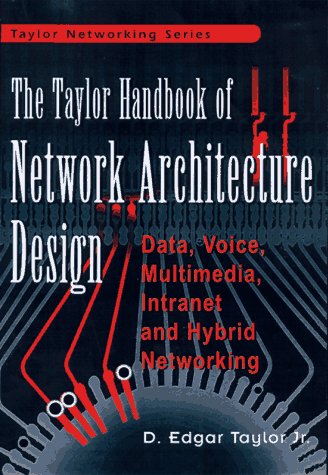 Taylor Networking Series
The Taylor Handbook of
Network Architecture
Design
Data, Voice,
Multimedia,
Intranet
and Hybrid
Networking
D. Edgar Taylor Jr.